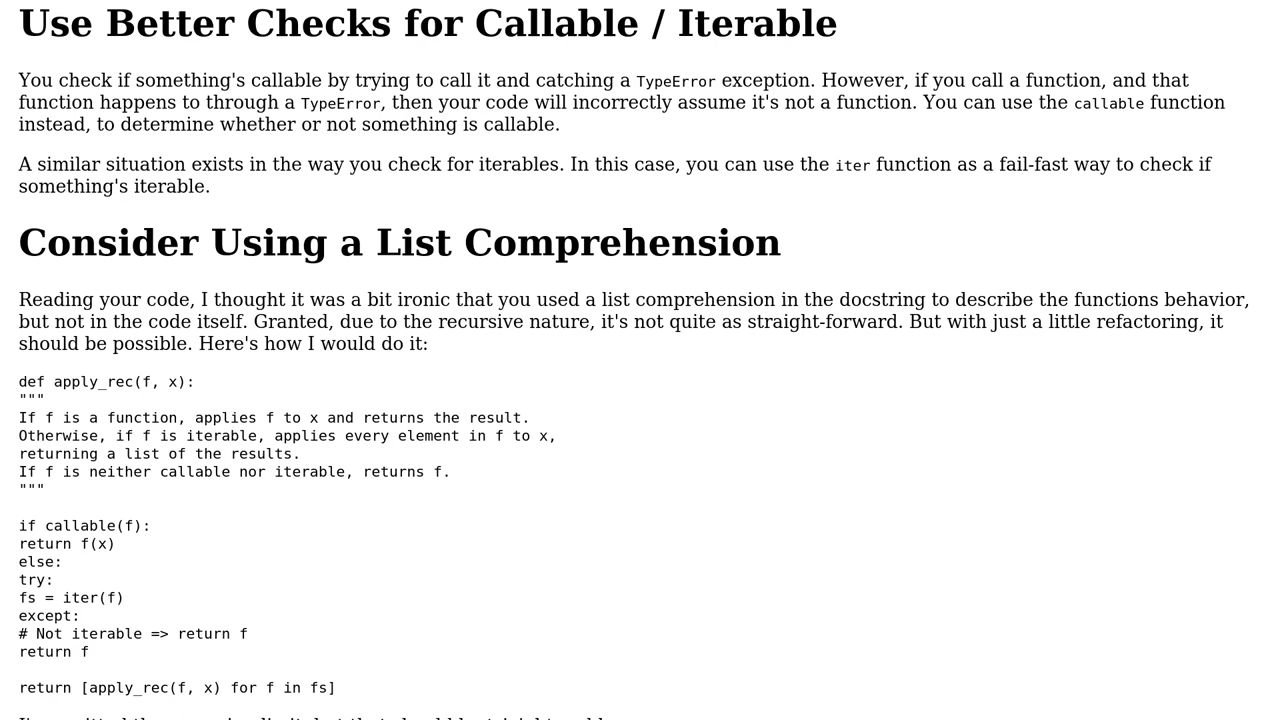 Use Better Checks for Callable / Iterable
You check if something's callable by trying to call it and catching a TypeError exception. However, if you call a function, and that
function happens to through a TypeError, then your code will incorrectly assume it's not a function. You can use the callable function
instead, to determine whether or not something is callable.
A similar situation exists in the way you check for iterables. In this case, you can use the iter function as a fail-fast way to check if
something's iterable.
Consider Using a List Comprehension
Reading your code, I thought it was a bit ironic that you used a list comprehension in the docstring to describe the functions behavior,
but not in the code itself. Granted, due to the recursive nature, it's not quite as straight-forward. But with just a little refactoring, it
should be possible. Here's how I would do it:
def apply_rec(f, x):
"""
If f is a function, applies f to x and returns the result.
Otherwise, if f is iterable, applies every element in f to x,
returning a list of the results.
If f is neither callable nor iterable, returns f.
"""
if callable(f):
return f(x)
else:
try:
fs = iter(f)
except:
# Not iterable => return f
return f
return [apply_rec(f, x) for f in fs]